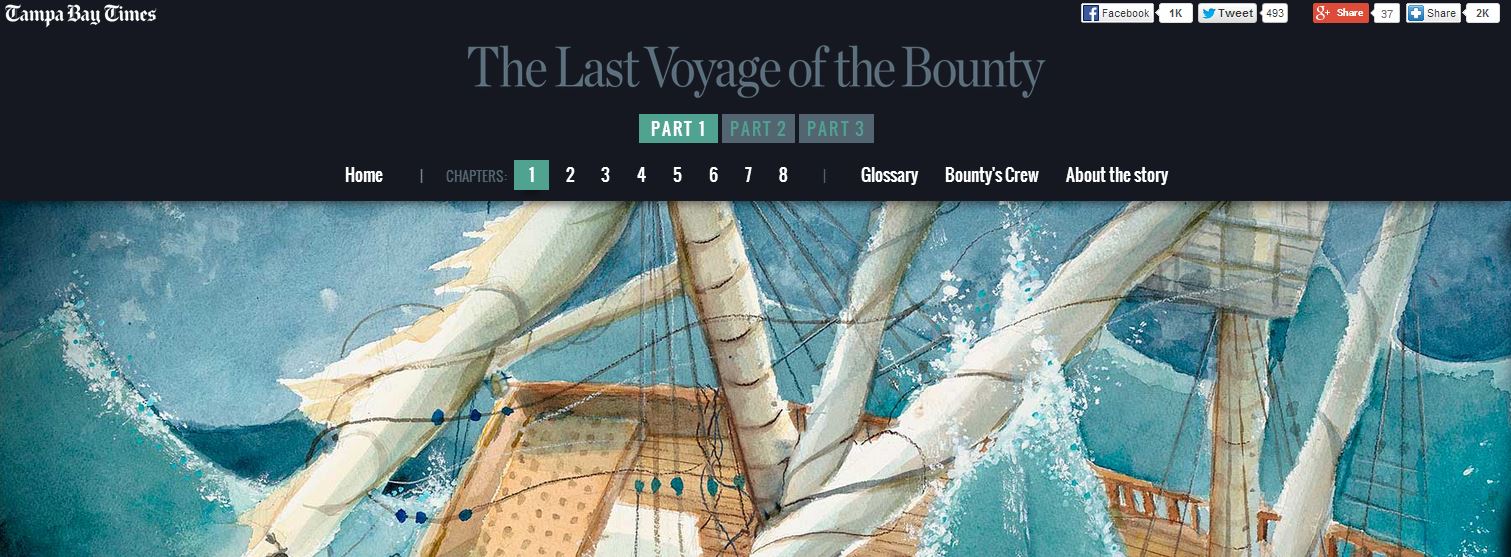 Tampa Bay Times
Facebook 1K Tweet 493 Share 37 Share 2K
The Last Voyage of the Bounty
PART 1 PART 2 PART 3
Home | CHAPTERS: 1 2 3 4 5 6 7 8 | Glossary Bounty's Crew About the story